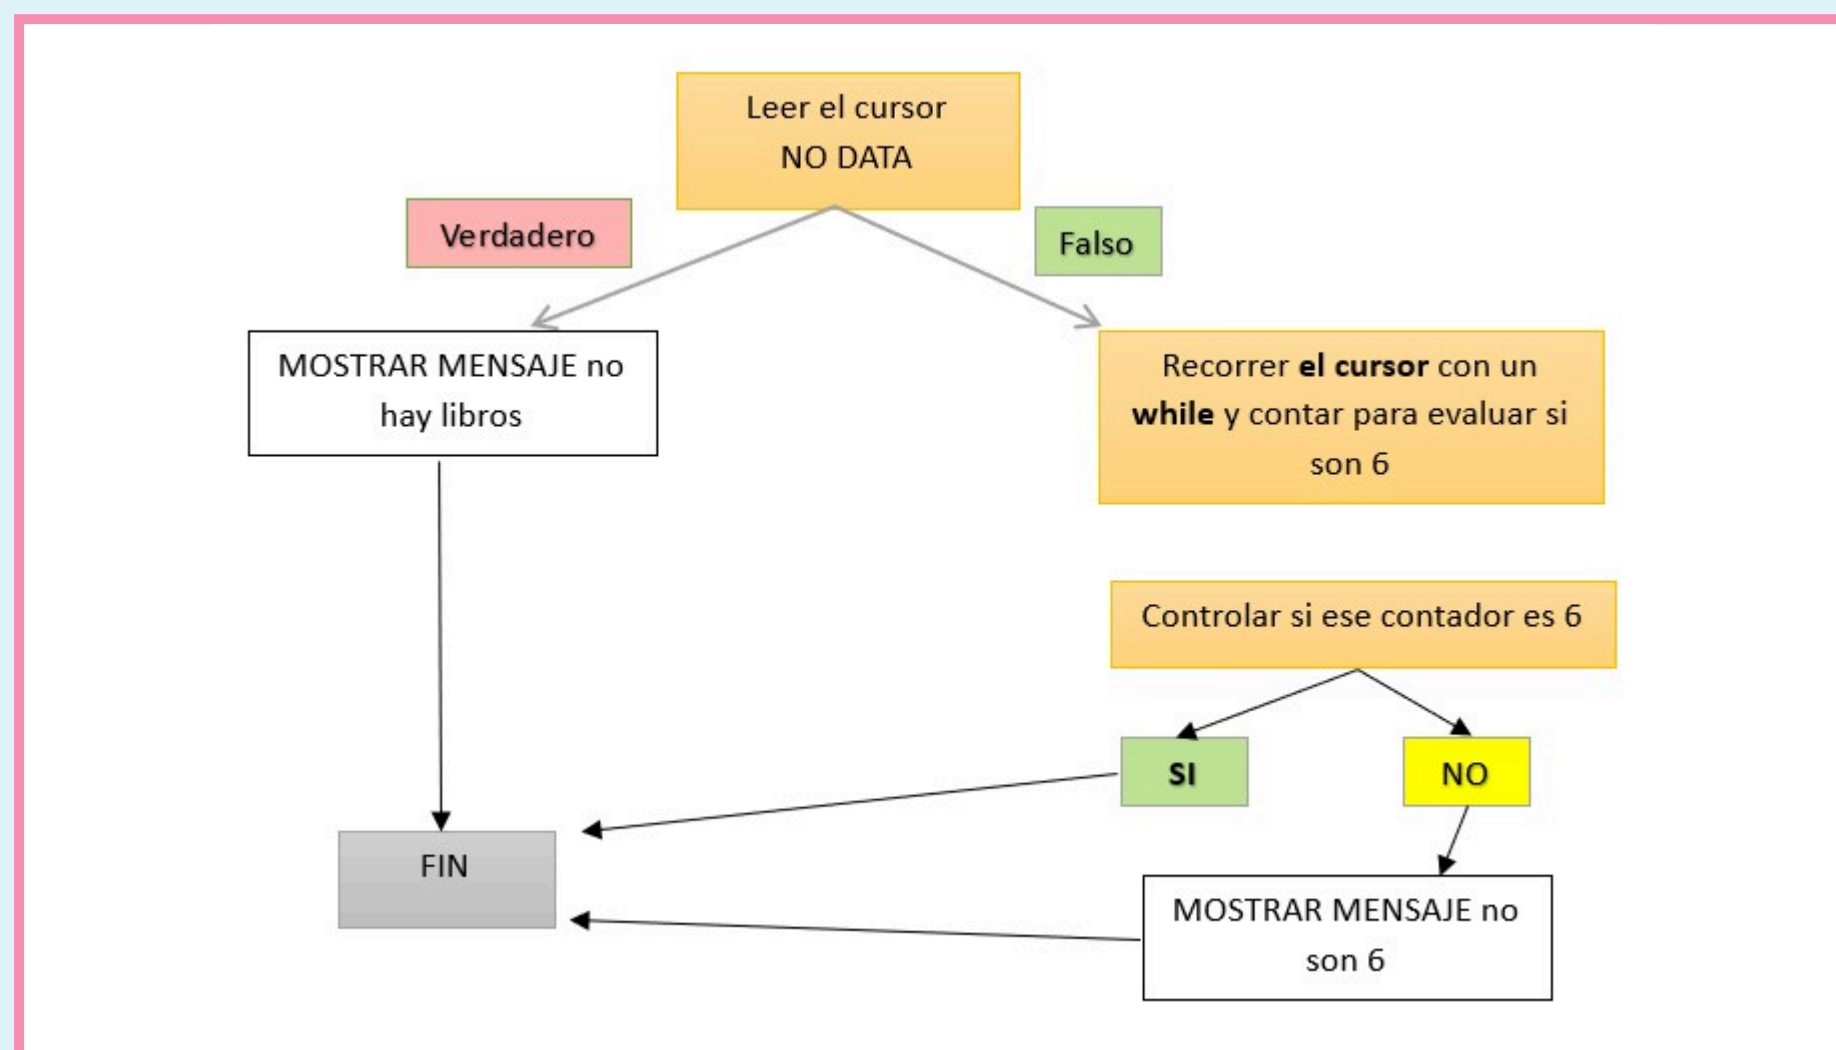 Leer el cursor
NO DATA
Verdadero
Falso
MOSTRAR MENSAJE no
hay libros
Recorrer el cursor con un
while y contar para evaluar si
son 6
Controlar si ese contador es 6
SI
NO
FIN
MOSTRAR MENSAJE no
son 6